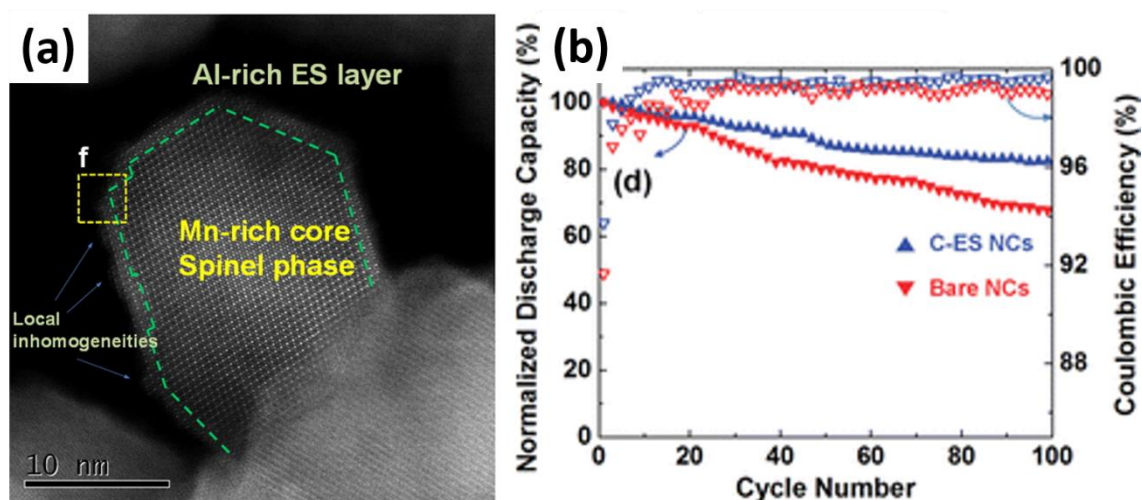 (a)
Al-rich ES layer
f
Mn-rich core
Spinel phase
Local
inhomogeneities
10 nm
(b)
Normalized Discharge Capacity (%)
100
80
60
40
20
0
(d)
C-ES NCs
Bare NCs
0
20
40
60
80
100
Cycle Number
100
96
92
88
Coulombic Efficiency (%)